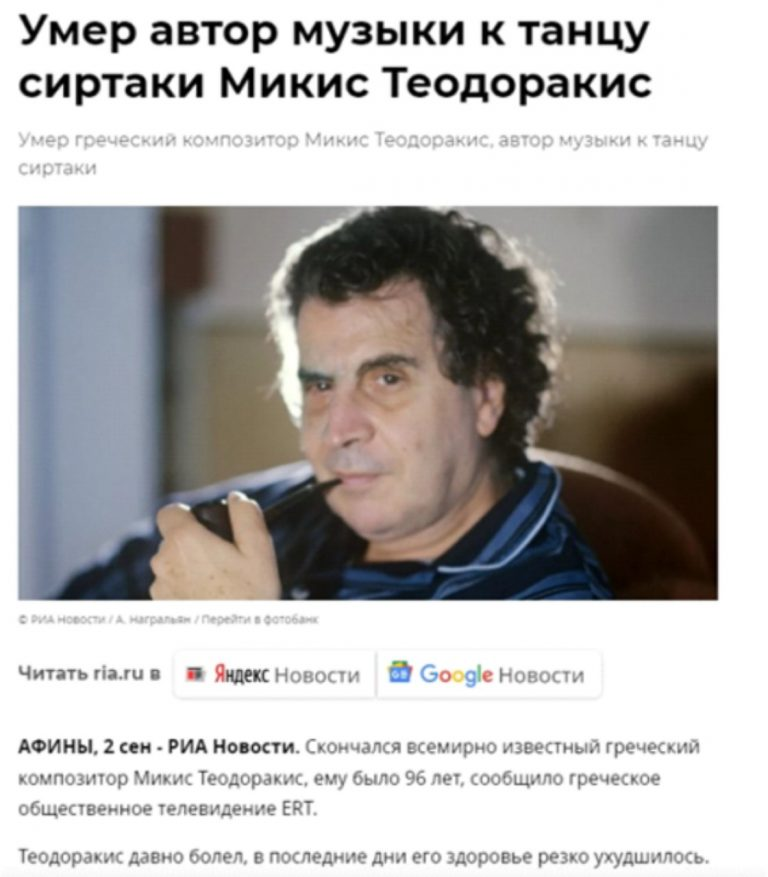 Умер автор музыки к танцу
сиртаки Микис Теодоракис
Умер греческий композитор Микис Теодоракис, автор музыки к танцу
сиртаки
© РИА Новости / А. Награльян / Перейти в фотобанк
Читать ria.ru в Яндекс Новости Google Новости
АФИНЫ, 2 сен - РИА Новости. Скончался всемирно известный греческий
композитор Микис Теодоракис, ему было 96 лет, сообщило греческое
общественное телевидение ERT.
Теодоракис давно болел, в последние дни его здоровье резко ухудшилось.